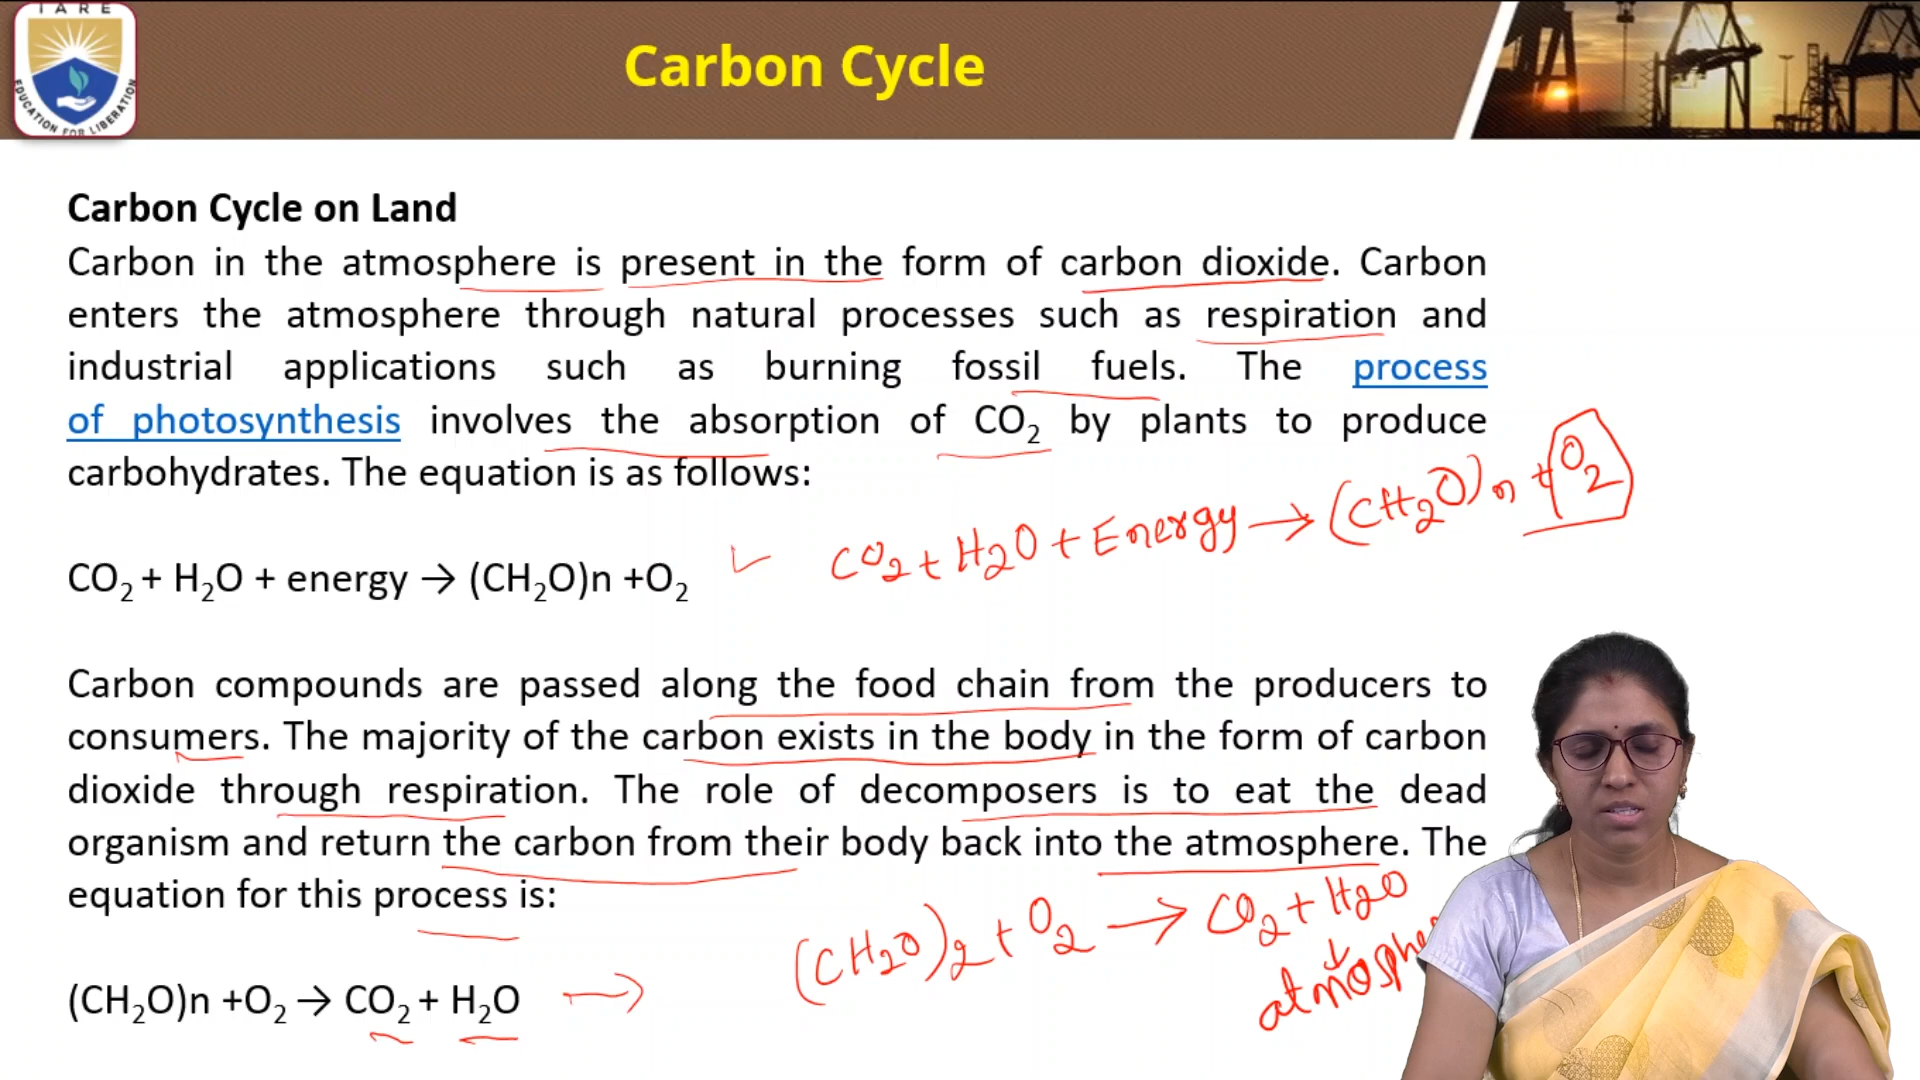 IARE
EDUCATION FOR LIBERATION
Carbon Cycle
Carbon Cycle on Land
Carbon in the atmosphere is present in the form of carbon dioxide. Carbon
enters the atmosphere through natural processes such as respiration and
industrial applications such as burning fossil fuels. The process
of photosynthesis involves the absorption of CO₂ by plants to produce
carbohydrates. The equation is as follows:
CO₂ + H₂O + Energy → (CH₂O)n + O₂
CO₂ + H₂O + energy → (CH₂O)n +O₂
Carbon compounds are passed along the food chain from the producers to
consumers. The majority of the carbon exists in the body in the form of carbon
dioxide through respiration. The role of decomposers is to eat the dead
organism and return the carbon from their body back into the atmosphere. The
equation for this process is:
(CH₂O)₂ + O₂ → CO₂ + H₂O
(CH₂O)n +O₂ → CO₂ + H₂O →